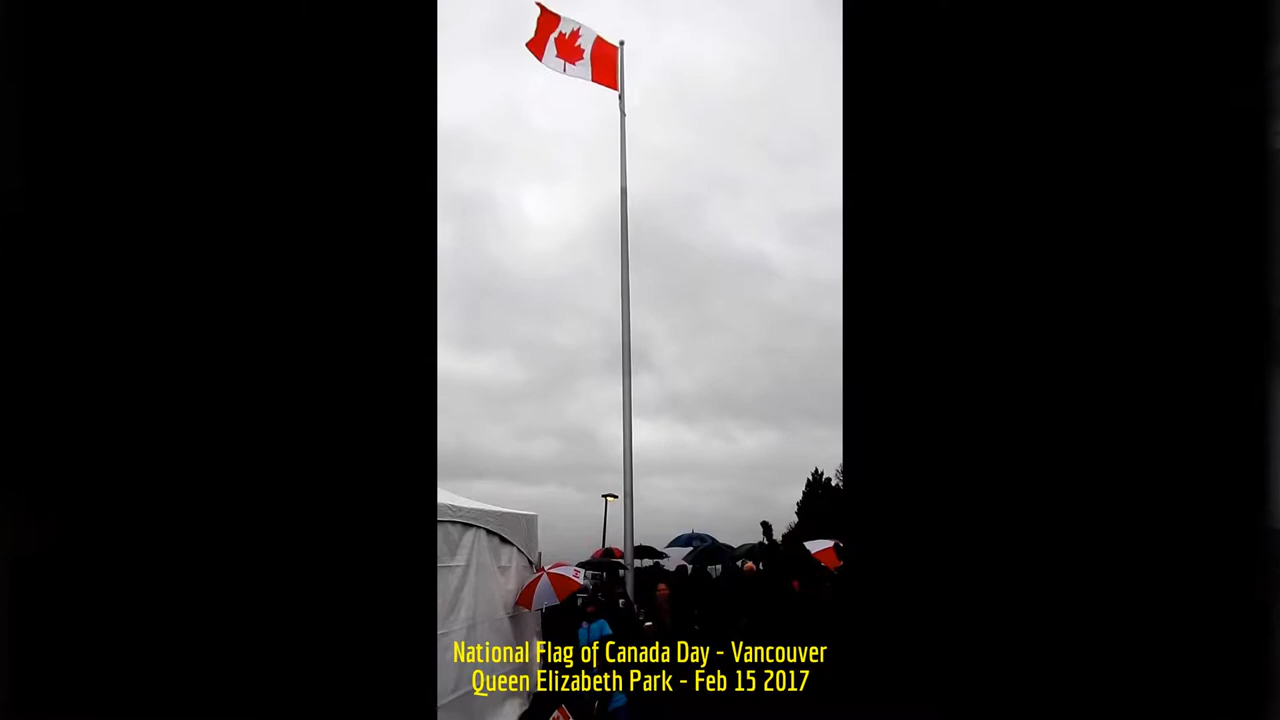 National Flag of Canada Day - Vancouver
Queen Elizabeth Park - Feb 15 2017